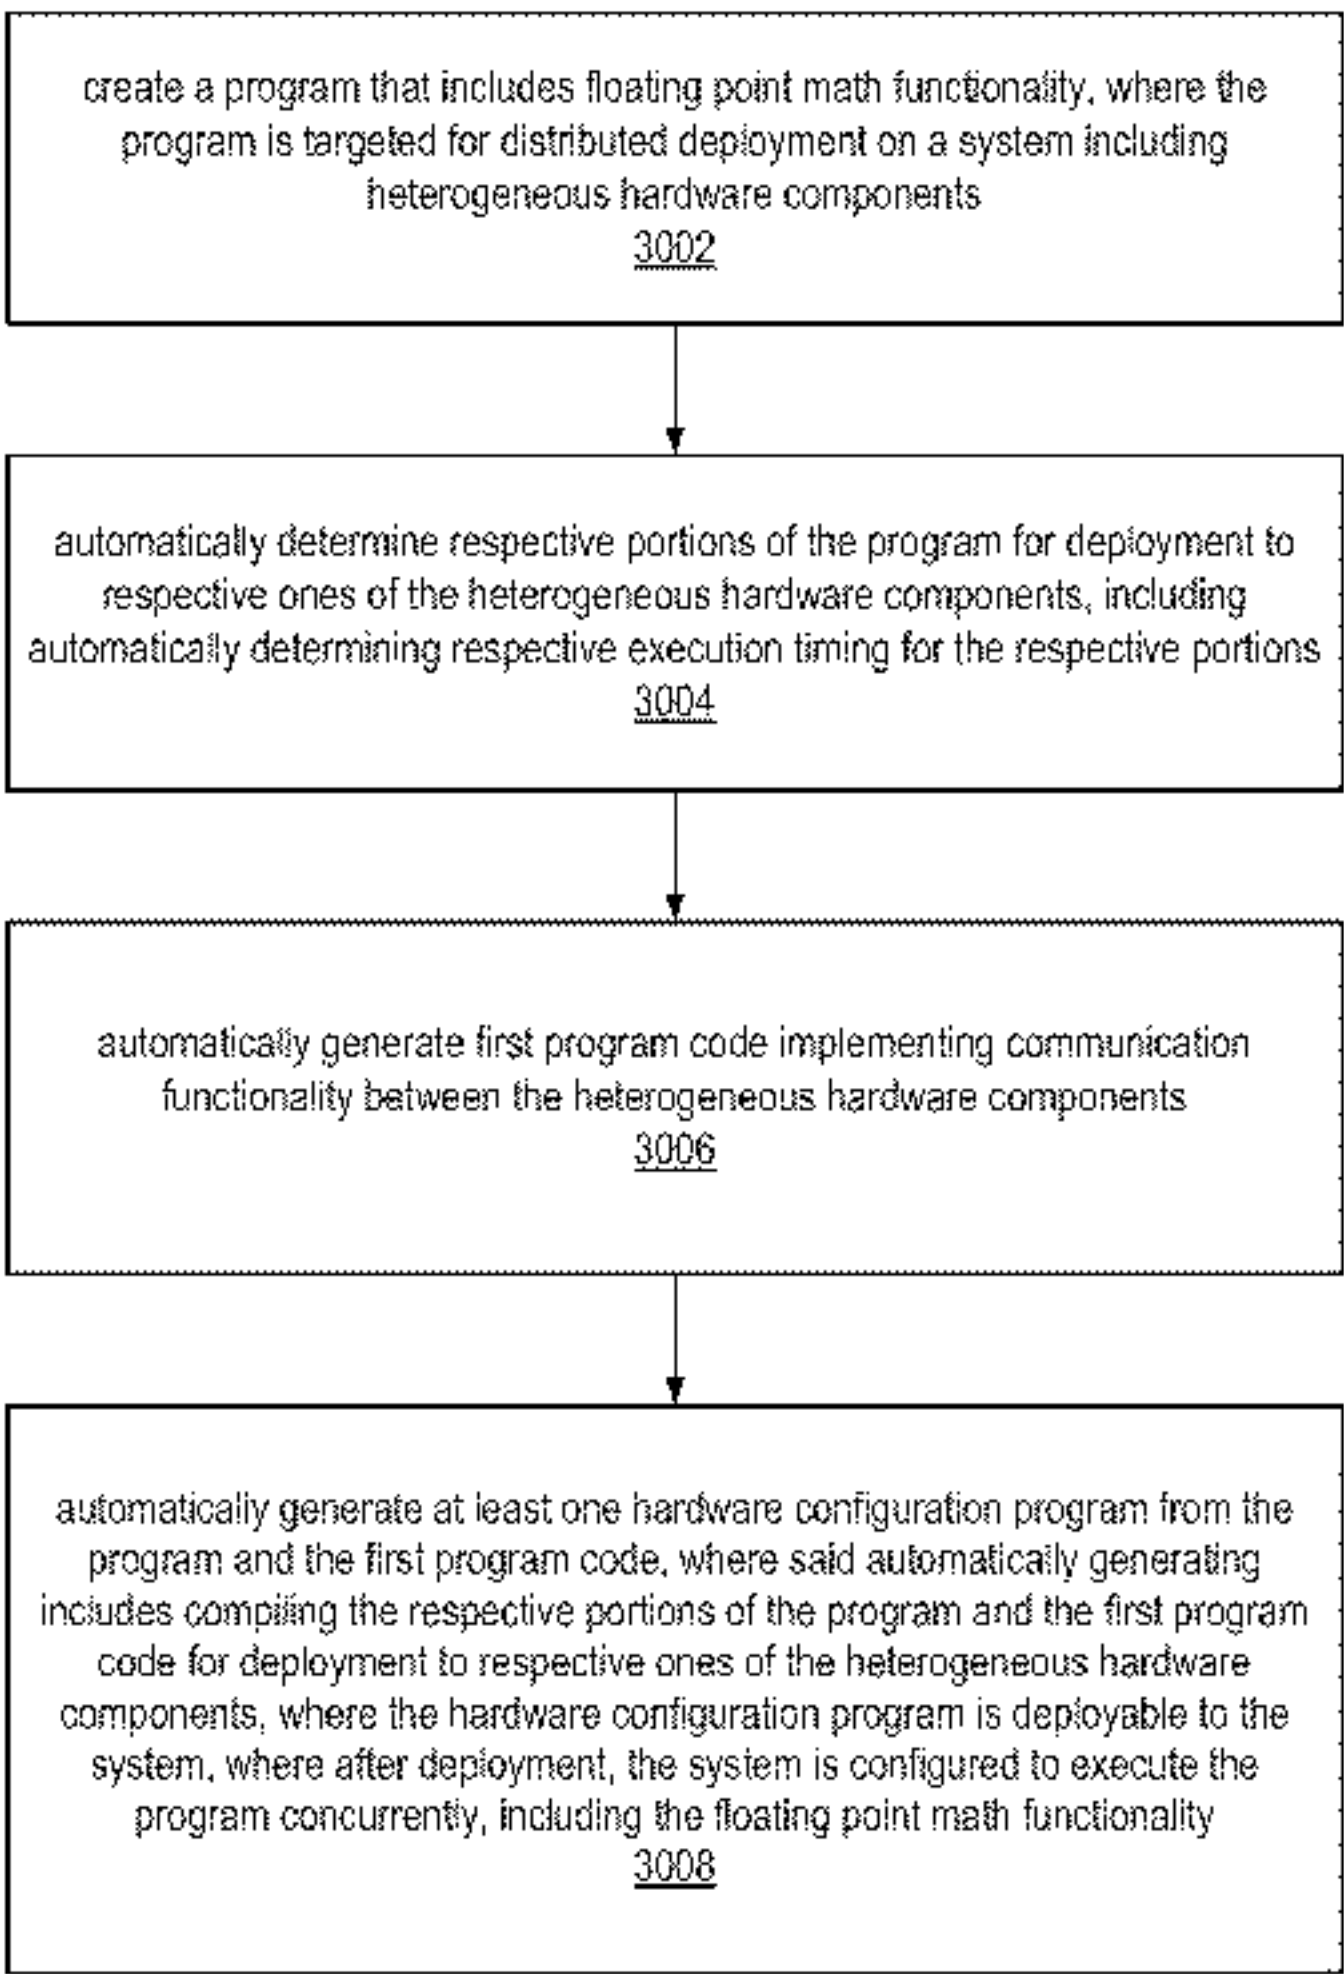 create a program that includes floating point math functionality, where the
program is targeted for distributed deployment on a system including
heterogeneous hardware components
3002
automatically determine respective portions of the program for deployment to
respective ones of the heterogeneous hardware components, including
automatically determining respective execution timing for the respective portions
3004
automatically generate first program code implementing communication
functionality between the heterogeneous hardware components
3006
automatically generate at least one hardware configuration program from the
program and the first program code, where said automatically generating
includes compiling the respective portions of the program and the first program
code for deployment to respective ones of the heterogeneous hardware
components, where the hardware configuration program is deployable to the
system, where after deployment, the system is configured to execute the
program concurrently, including the floating point math functionality
3008